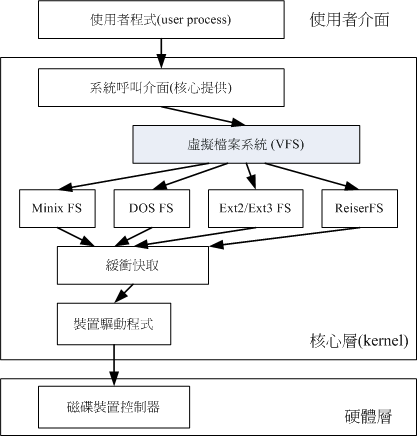 使用者程式(user process)
使用者介面
系統呼叫介面(核心提供)
虛擬檔案系統 (VFS)
Minix FS
DOS FS
Ext2/Ext3 FS
ReiserFS
緩衝快取
裝置驅動程式
核心層(kernel)
磁碟裝置控制器
硬體層